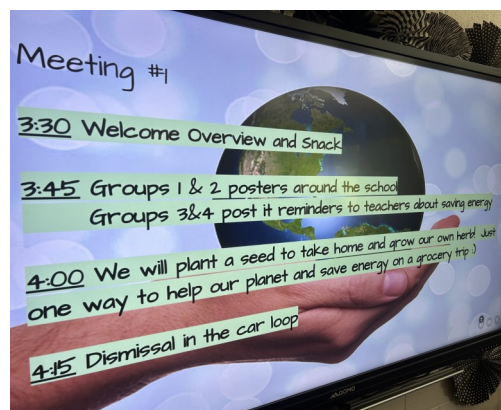 Meeting #1
3:30 Welcome Overview and Snack
3:45 Groups 1 & 2 posters around the school
Groups 3&4 post it reminders to teachers about saving energy
4:00 We will plant a seed to take home and grow our own herb! Just
one way to help our planet and save energy on a grocery trip :)
4:15 Dismissal in the car loop